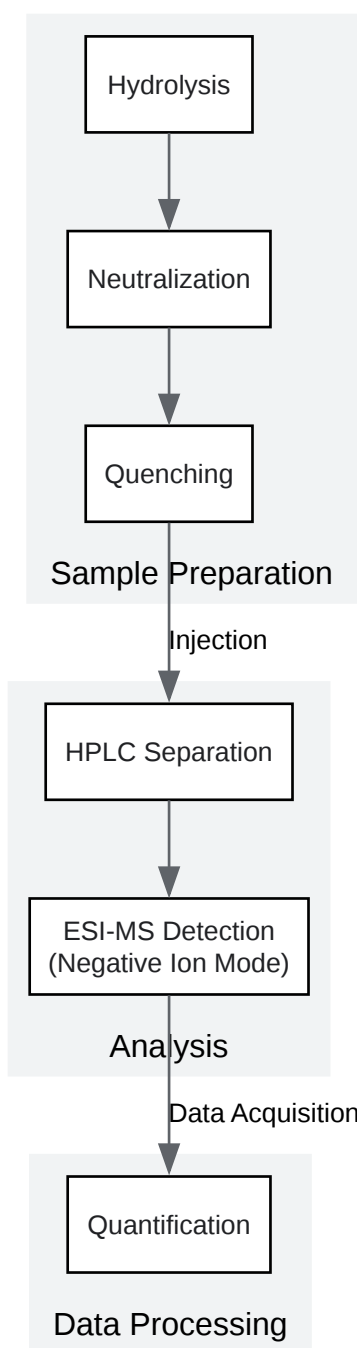 Hydrolysis
Neutralization
Quenching
Sample Preparation
Injection
HPLC Separation
ESI-MS Detection
(Negative Ion Mode)
Analysis
Data Acquisition
Quantification
Data Processing